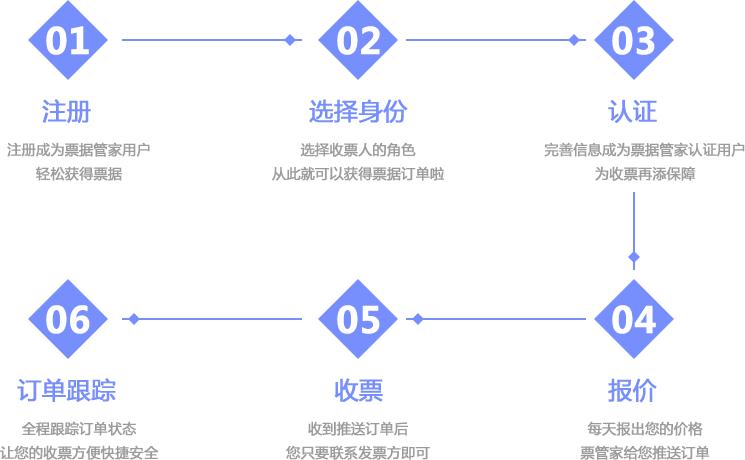 01
注册
注册成为票据管家用户
轻松获得票据
02
选择身份
选择收票人的角色
从此就可以获得票据订单啦
03
认证
完善信息成为票据管家认证用户
为收票再添保障
04
报价
每天报出您的价格
票管家给您推送订单
05
收票
收到推送订单后
您只要联系发票方即可
06
订单跟踪
全程跟踪订单状态
让您的收票方便快捷安全